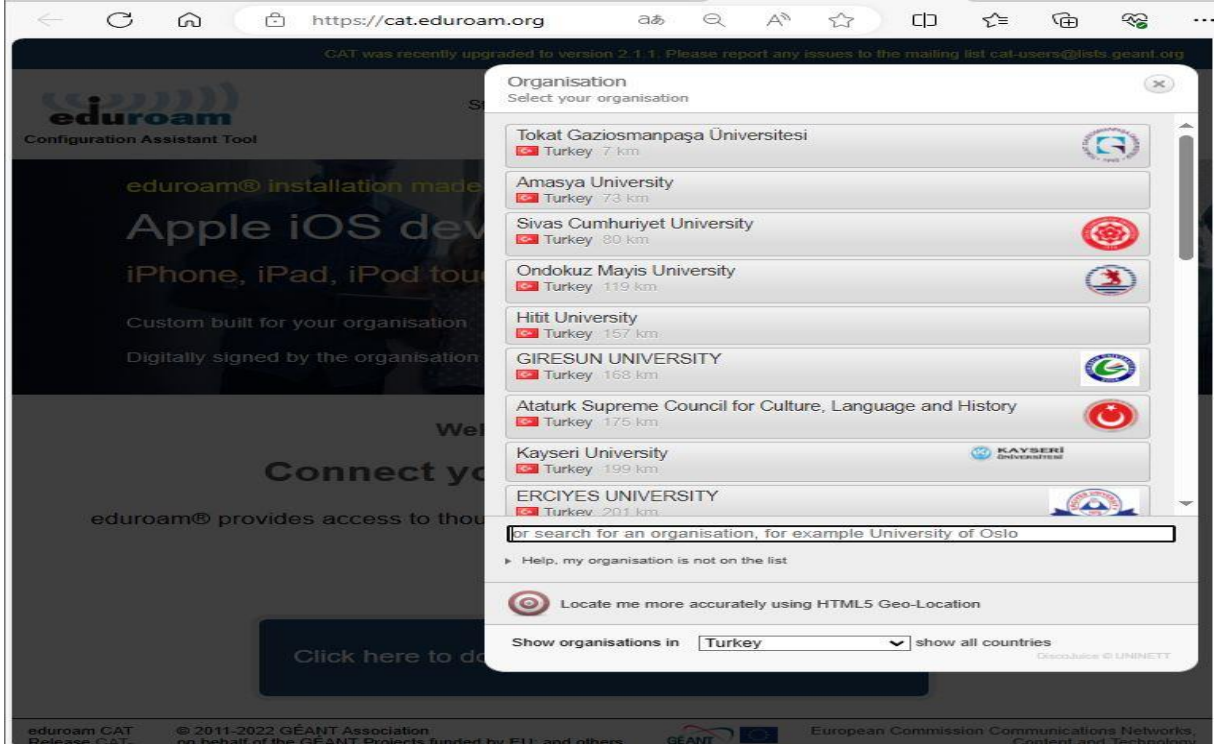 https://cat.eduroam.org
CAT was recently upgraded to version 2.1.1. Please report any issues to the mailing list cat-users@lists.geant.org
eduroam
Configuration Assistant Tool
eduroam® installation made
Apple iOS dev
iPhone, iPad, iPod tou
Custom built for your organisation
Digitally signed by the organisation
Wel
Connect yo
eduroam® provides access to thou
Click here to do
Organisation
Select your organisation
Tokat Gaziosmanpaşa Üniversitesi
Turkey 7 km
Amasya University
Turkey 73 km
Sivas Cumhuriyet University
Turkey 80 km
Ondokuz Mayis University
Turkey 119 km
Hitit University
Turkey 157 km
GIRESUN UNIVERSITY
Turkey 168 km
Ataturk Supreme Council for Culture, Language and History
Turkey 175 km
Kayseri University
KAYSERİ
ÜNİVERSİTESİ
Turkey 199 km
ERCIYES UNIVERSITY
Turkey 201 km
or search for an organisation, for example University of Oslo
Help, my organisation is not on the list
Locate me more accurately using HTML5 Geo-Location
Show organisations in Turkey show all countries
DiscoJuice © UNINETT
eduroam CAT © 2011-2022 GÉANT Association
Release CAT- on behalf of the GÉANT Projects funded by EU; and others
GÉANT
European Commission Communications Networks,
Content and Technology